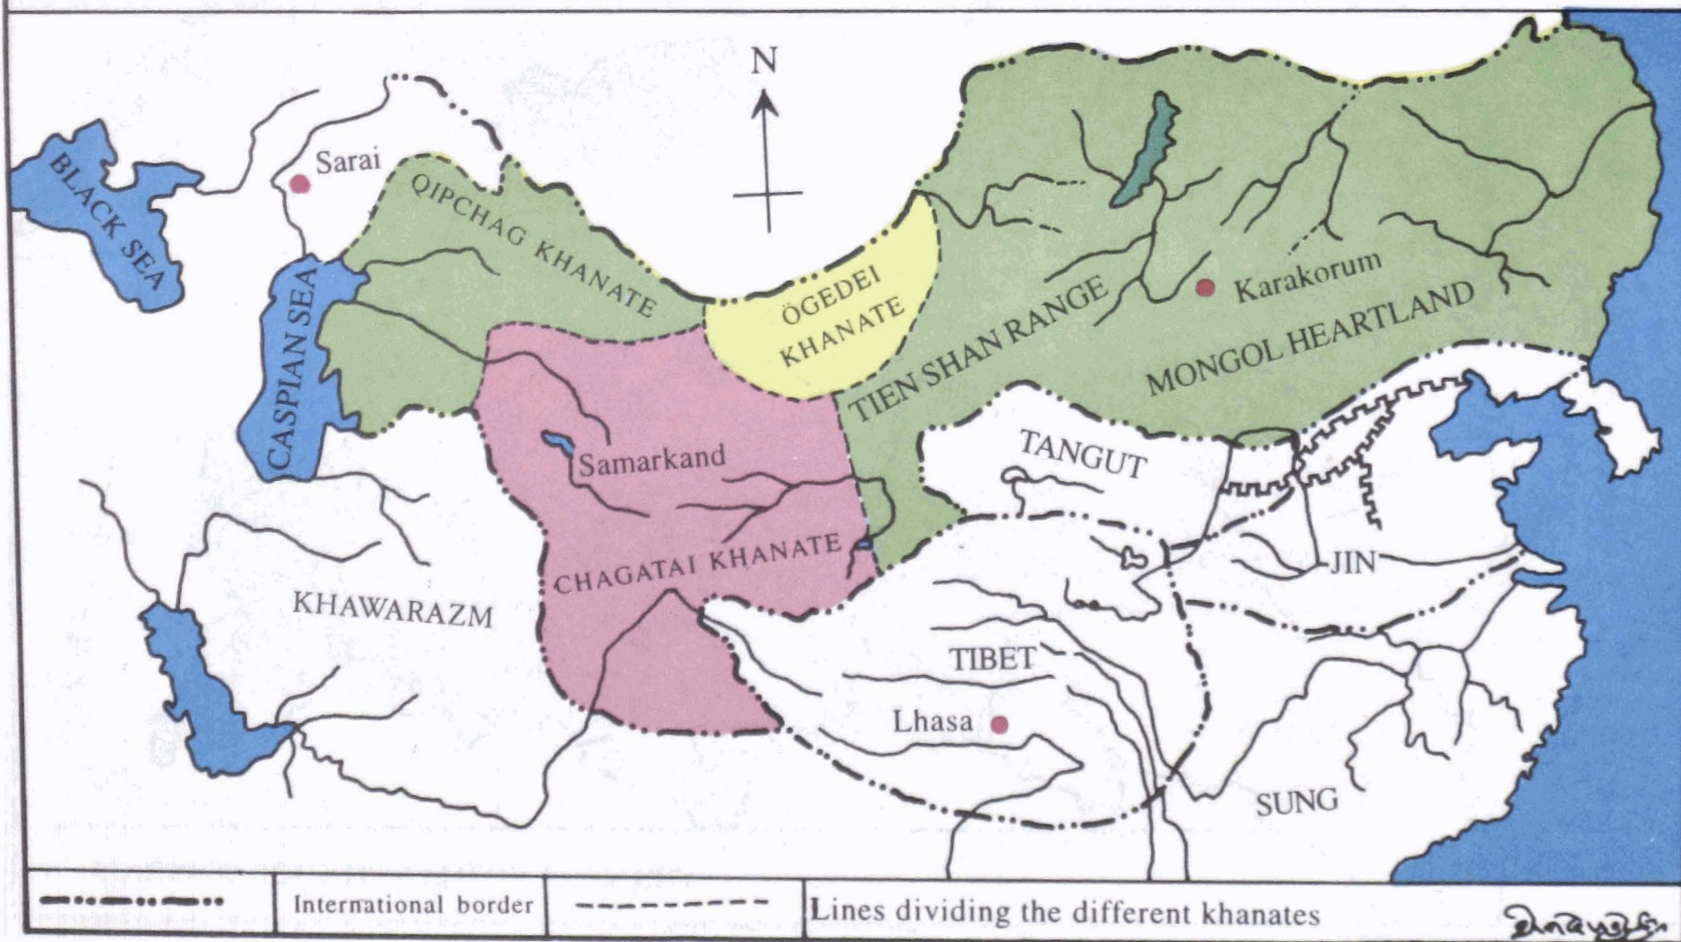 N
Sarai
BLACK SEA
QIPCHAG KHANATE
CASPIAN SEA
ÖGEDEI
KHANATE
TIEN SHAN RANGE
Karakorum
MONGOL HEARTLAND
TANGUT
Samarkand
CHAGATAI KHANATE
JIN
KHAWARAZM
TIBET
Lhasa
SUNG
International border
Lines dividing the different khanates